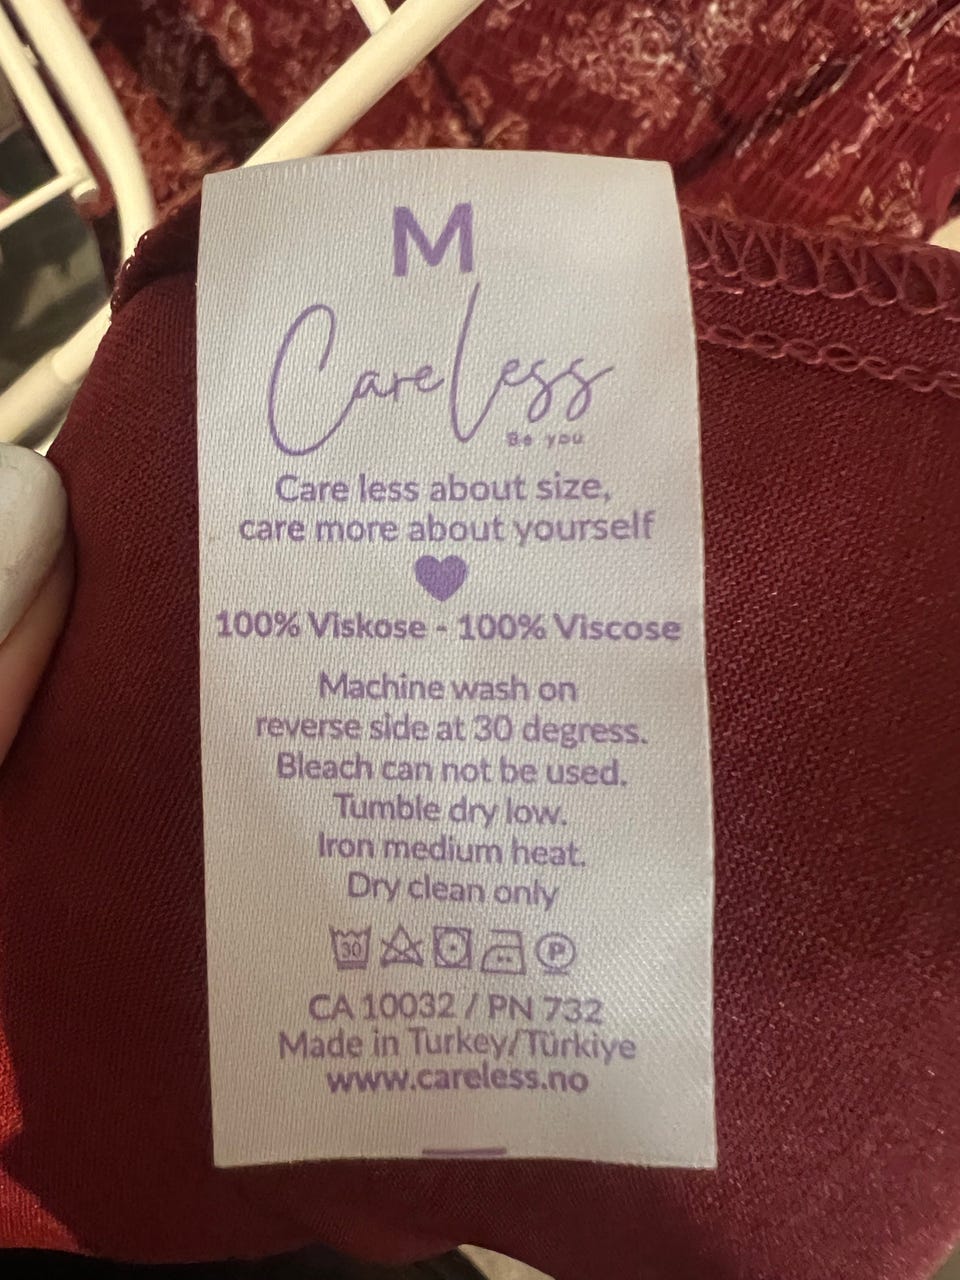 M
Care Less
Be you
Care less about size,
care more about yourself
100% Viskose - 100% Viscose
Machine wash on
reverse side at 30 degress.
Bleach can not be used.
Tumble dry low.
Iron medium heat.
Dry clean only
30 P
CA 10032 / PN 732
Made in Turkey/Türkiye
www.careless.no